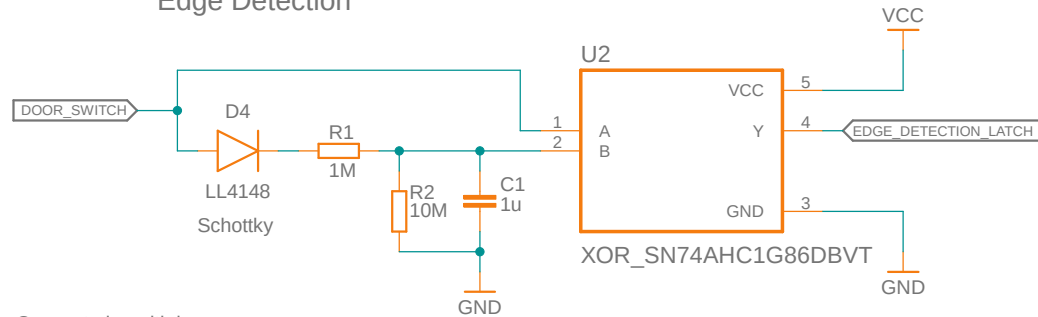 Edge Detection
VCC
U2
DOOR_SWITCH
D4
R1
1M
LL4148
Schottky
R2
10M
C1
1u
GND
1
2
A
B
VCC
Y
GND
5
4
3
EDGE_DETECTION_LATCH
XOR_SN74AHC1G86DBVT
GND